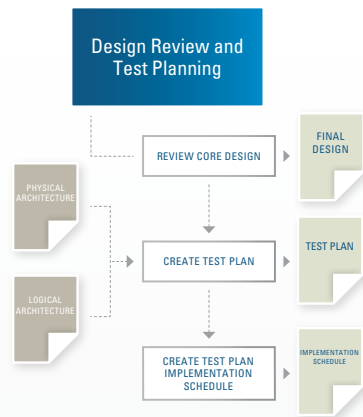 Design Review and
Test Planning
REVIEW CORE DESIGN
FINAL
DESIGN
PHYSICAL
ARCHITECTURE
CREATE TEST PLAN
TEST PLAN
LOGICAL
ARCHITECTURE
CREATE TEST PLAN
IMPLEMENTATION
SCHEDULE
IMPLEMENTATION
SCHEDULE